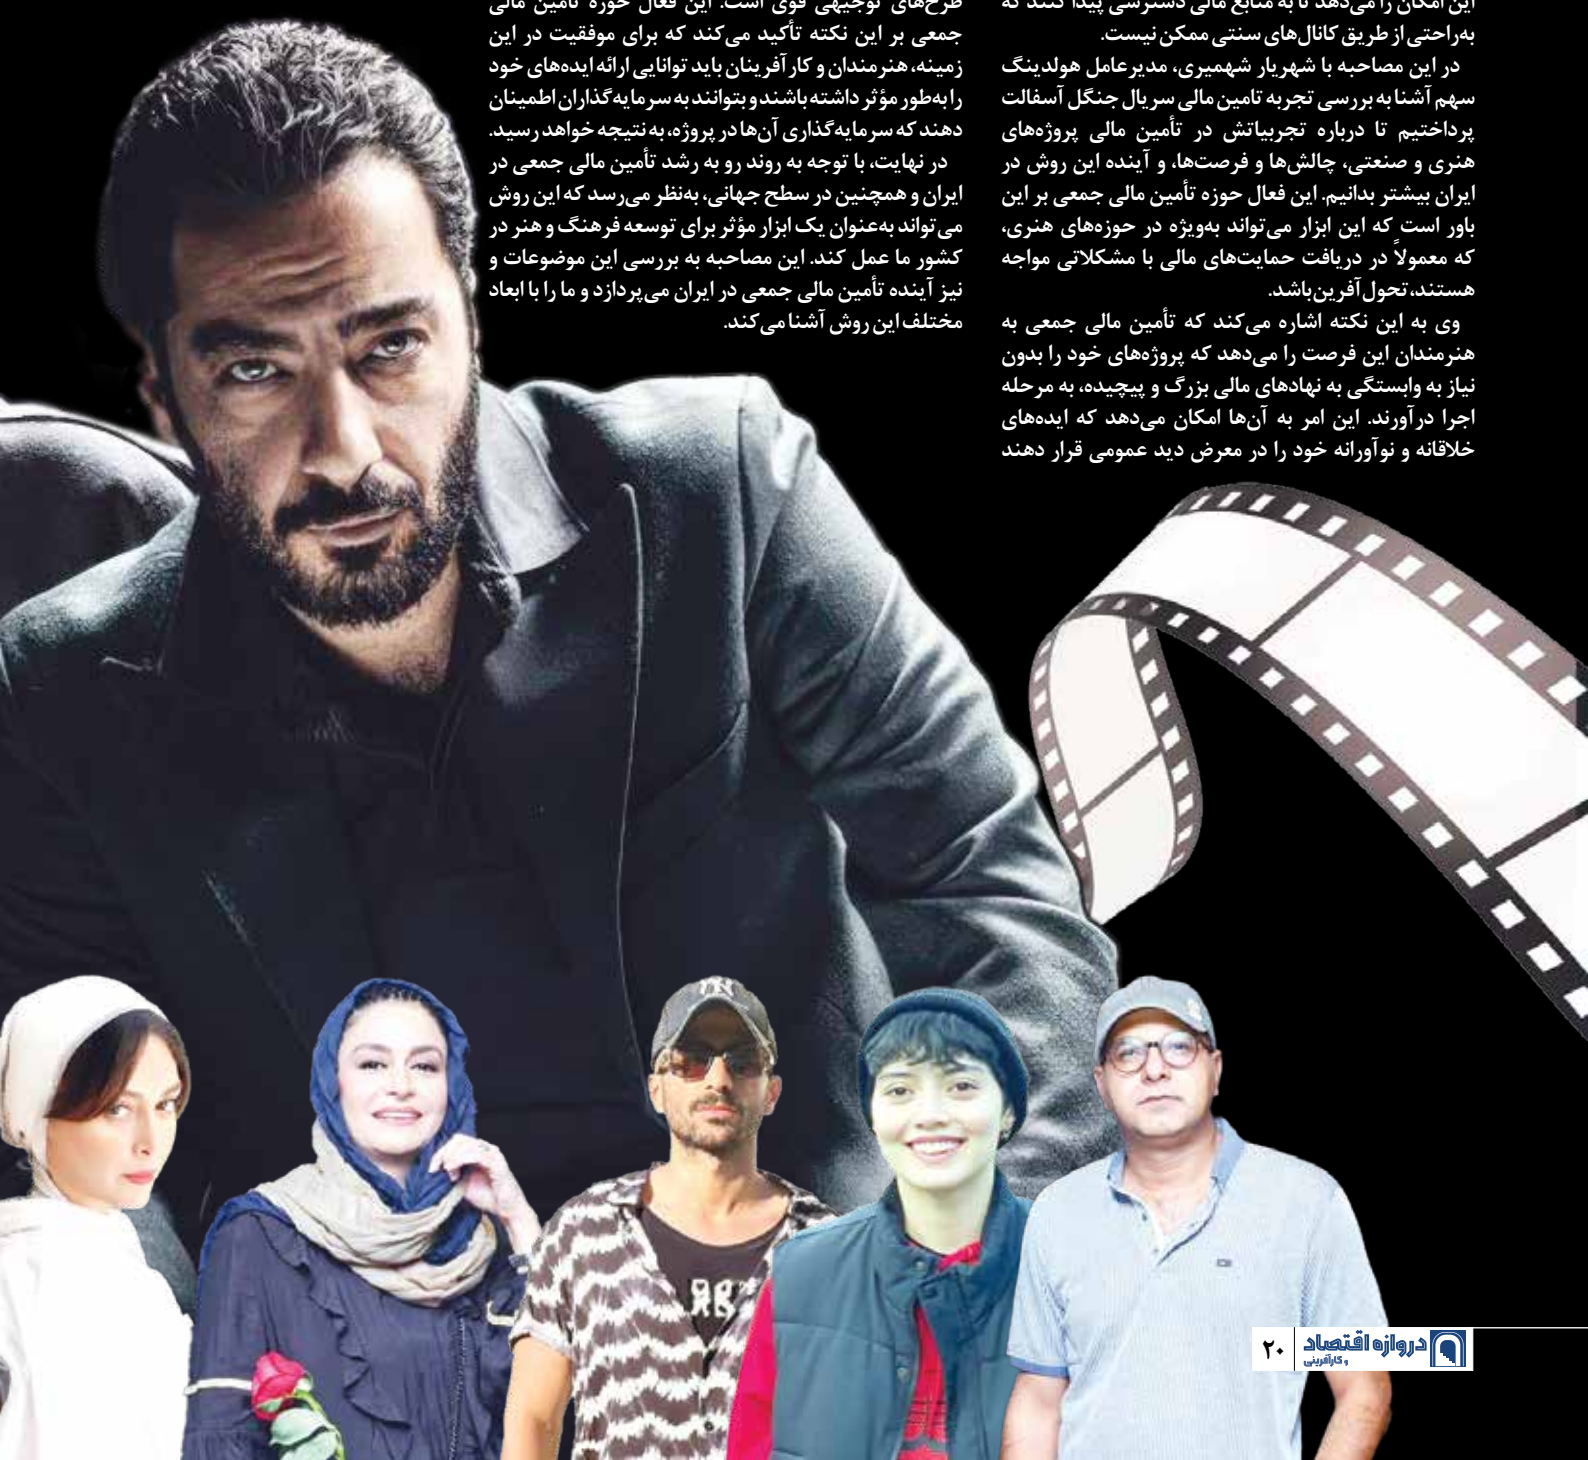 این امکان را می‌دهد تا به منابع مالی دسترسی پیدا کنند که
به‌راحتی از طریق کانال‌های سنتی ممکن نیست.
در این مصاحبه با شهریار شهمیری، مدیرعامل هولدینگ
سهم آشنا به بررسی تجربه تامین مالی سریال جنگل آسفالت
پرداختیم تا درباره تجربیاتش در تأمین مالی پروژه‌های
هنری و صنعتی، چالش‌ها و فرصت‌ها، و آینده این روش در
ایران بیشتر بدانیم. این فعال حوزه تأمین مالی جمعی بر این
باور است که این ابزار می‌تواند به‌ویژه در حوزه‌های هنری،
که معمولاً در دریافت حمایت‌های مالی با مشکلاتی مواجه
هستند، تحول‌آفرین باشد.
وی به این نکته اشاره می‌کند که تأمین مالی جمعی به
هنرمندان این فرصت را می‌دهد که پروژه‌های خود را بدون
نیاز به وابستگی به نهادهای مالی بزرگ و پیچیده، به مرحله
اجرا درآورند. این امر به آن‌ها امکان می‌دهد که ایده‌های
خلاقانه و نوآورانه خود را در معرض دید عمومی قرار دهند
طرح‌های توجیهی قوی است. این فعال حوزه تأمین مالی
جمعی بر این نکته تأکید می‌کند که برای موفقیت در این
زمینه، هنرمندان و کارآفرینان باید توانایی ارائه ایده‌های خود
را به‌طور مؤثر داشته باشند و بتوانند به سرمایه‌گذاران اطمینان
دهند که سرمایه‌گذاری آن‌ها در پروژه، به نتیجه خواهد رسید.
در نهایت، با توجه به روند رو به رشد تأمین مالی جمعی در
ایران و همچنین در سطح جهانی، به‌نظر می‌رسد که این روش
می‌تواند به‌عنوان یک ابزار مؤثر برای توسعه فرهنگ و هنر در
کشور ما عمل کند. این مصاحبه به بررسی این موضوعات و
نیز آینده تأمین مالی جمعی در ایران می‌پردازد و ما را با ابعاد
مختلف این روش آشنا می‌کند.
دروازه اقتصاد
و کارآفرینی
۲۰